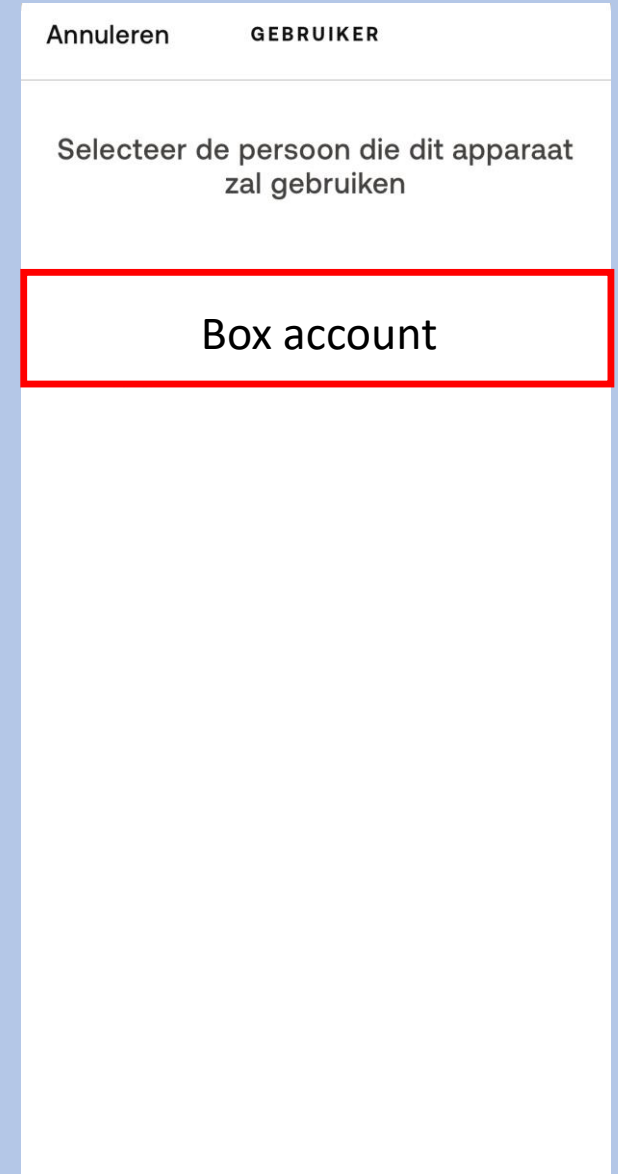 Annuleren GEBRUIKER
Selecteer de persoon die dit apparaat
zal gebruiken
Box account